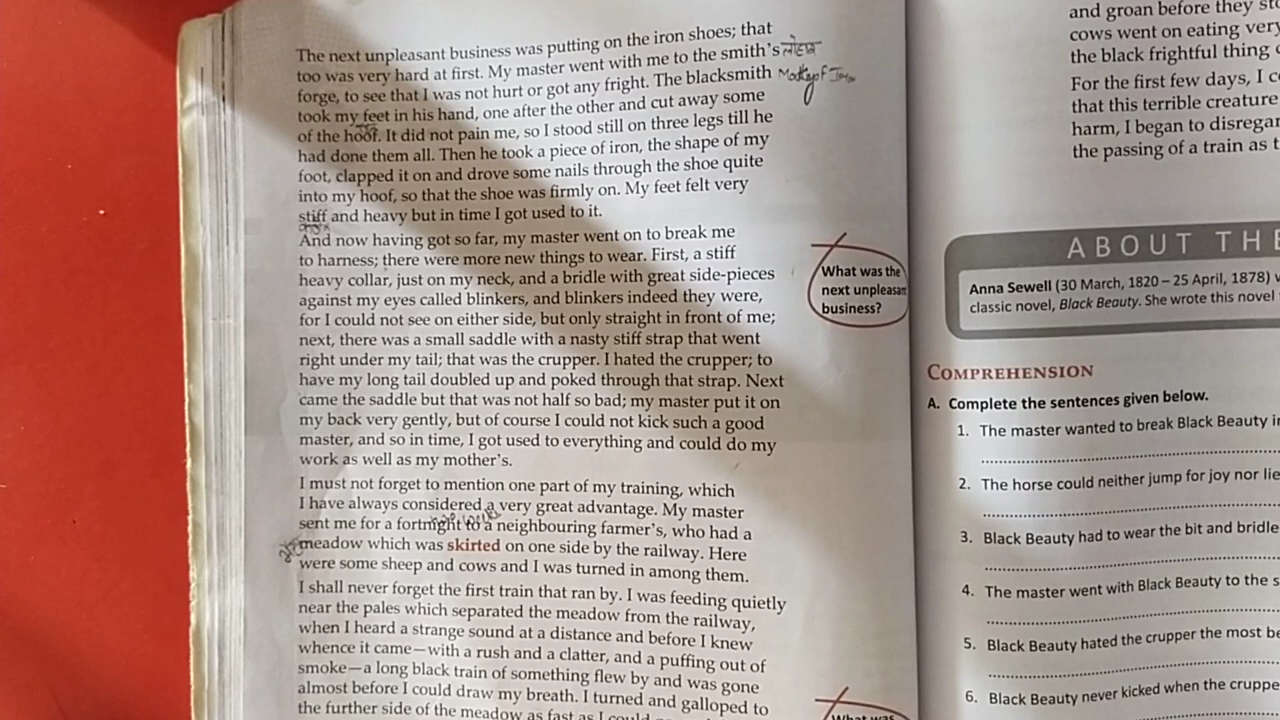 The next unpleasant business was putting on the iron shoes; that
too was very hard at first. My master went with me to the smith's
forge, to see that I was not hurt or got any fright. The blacksmith
took my feet in his hand, one after the other and cut away some
of the hoof. It did not pain me, so I stood still on three legs till he
had done them all. Then he took a piece of iron, the shape of my
foot, clapped it on and drove some nails through the shoe quite
into my hoof, so that the shoe was firmly on. My feet felt very
stiff and heavy but in time I got used to it.
And now having got so far, my master went on to break me
to harness; there were more new things to wear. First, a stiff
heavy collar, just on my neck, and a bridle with great side-pieces
against my eyes called blinkers, and blinkers indeed they were,
for I could not see on either side, but only straight in front of me;
next, there was a small saddle with a nasty stiff strap that went
right under my tail; that was the crupper. I hated the crupper; to
have my long tail doubled up and poked through that strap. Next
came the saddle but that was not half so bad; my master put it on
my back very gently, but of course I could not kick such a good
master, and so in time, I got used to everything and could do my
work as well as my mother's.
I must not forget to mention one part of my training, which
I have always considered a very great advantage. My master
sent me for a fortnight to a neighbouring farmer's, who had a
meadow which was skirted on one side by the railway. Here
were some sheep and cows and I was turned in among them.
I shall never forget the first train that ran by. I was feeding quietly
near the pales which separated the meadow from the railway,
when I heard a strange sound at a distance and before I knew
whence it came—with a rush and a clatter, and a puffing out of
smoke—a long black train of something flew by and was gone
almost before I could draw my breath. I turned and galloped to
the further side of the meadow as fast as I could
What was the
next unpleasant
business?
What was
and groan before they
cows went on eating very
the black frightful thing
For the first few days, I
that this terrible creature
harm, I began to disregar
the passing of a train as
ABOUT THE
Anna Sewell (30 March, 1820 – 25 April, 1878)
classic novel, Black Beauty. She wrote this novel
COMPREHENSION
A. Complete the sentences given below.
1. The master wanted to break Black Beauty
2. The horse could neither jump for joy nor lie
3. Black Beauty had to wear the bit and bridle
4. The master went with Black Beauty to the
5. Black Beauty hated the crupper the most
6. Black Beauty never kicked when the cruppe